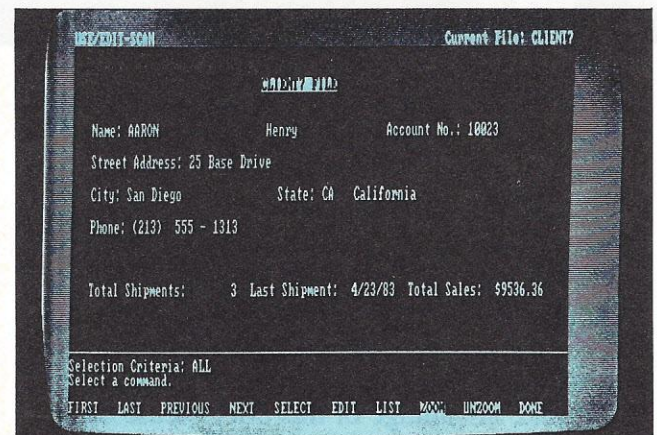 USE/EDIT-SCAN Current File: CLIENT7
CLIENT7 FILE
Name: AARON Henry Account No.: 10023
Street Address: 25 Base Drive
City: San Diego State: CA California
Phone: (213) 555 - 1313
Total Shipments: 3 Last Shipment: 4/23/83 Total Sales: $9536.36
Selection Criteria: ALL
Select a command.
FIRST LAST PREVIOUS NEXT SELECT EDIT LIST ZOOM UNZOOM DONE